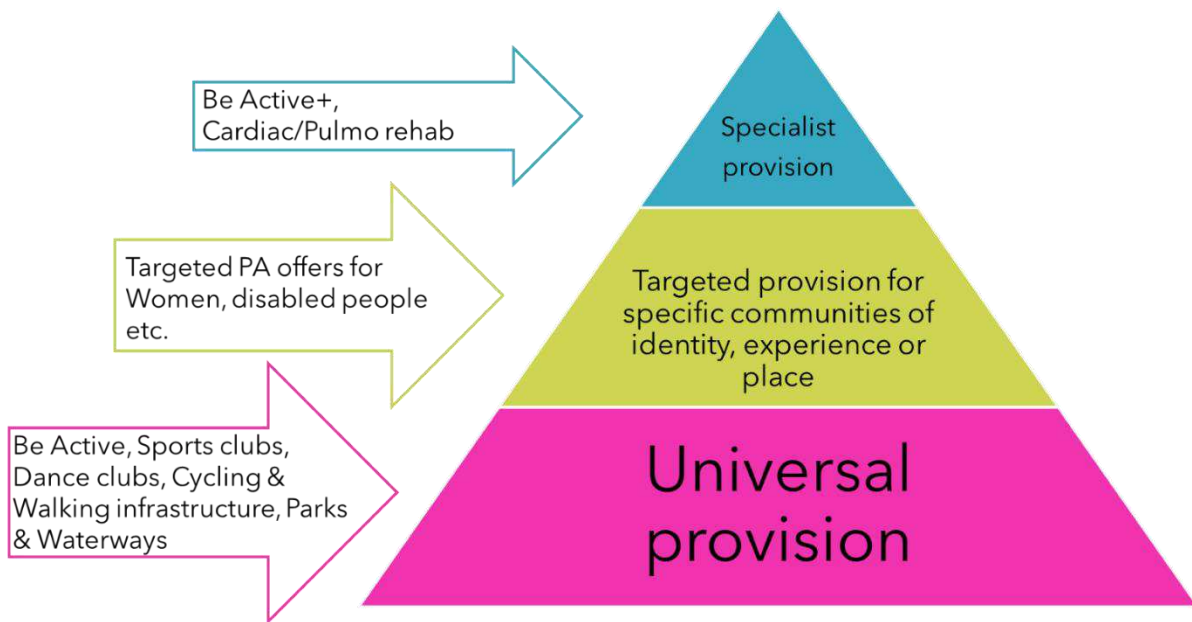 Be Active+,
Cardiac/Pulmo rehab
Specialist
provision
Targeted PA offers for
Women, disabled people
etc.
Targeted provision for
specific communities of
identity, experience or
place
Be Active, Sports clubs,
Dance clubs, Cycling &
Walking infrastructure, Parks
& Waterways
Universal
provision